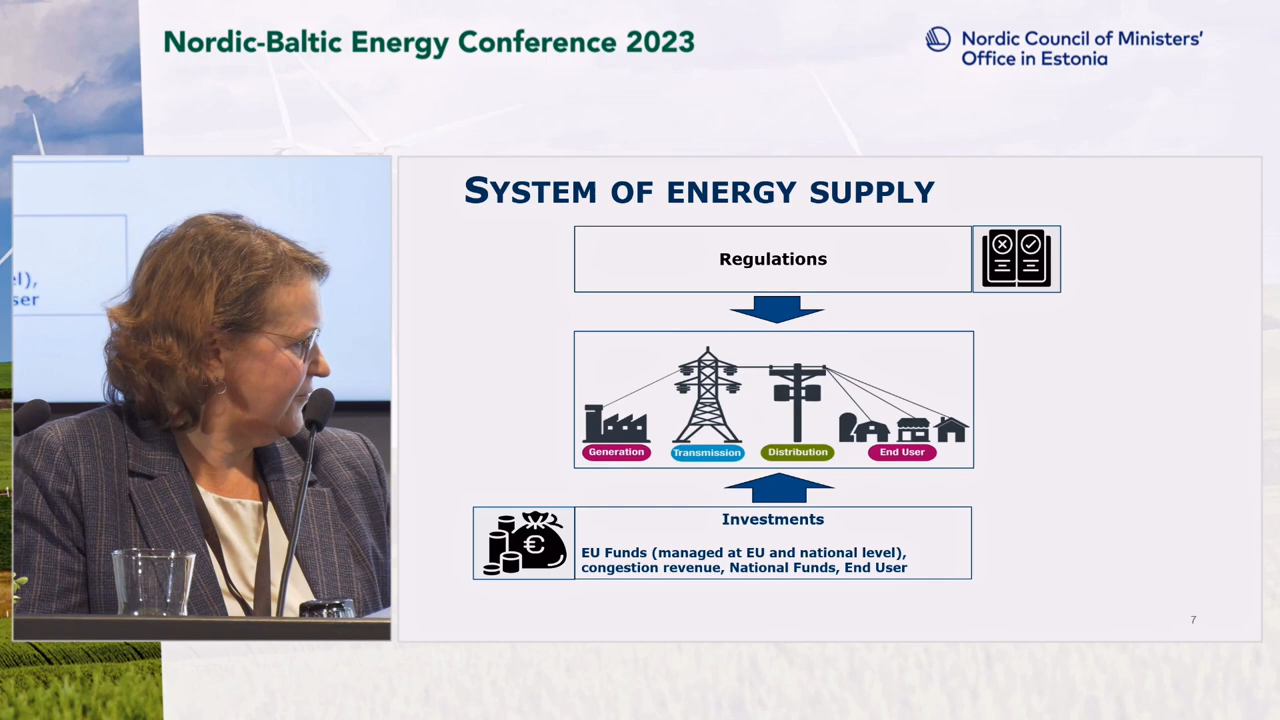 Nordic-Baltic Energy Conference 2023
Nordic Council of Ministers'
Office in Estonia
SYSTEM OF ENERGY SUPPLY
Regulations
Generation
Transmission
Distribution
End User
Investments
EU Funds (managed at EU and national level),
congestion revenue, National Funds, End User
7